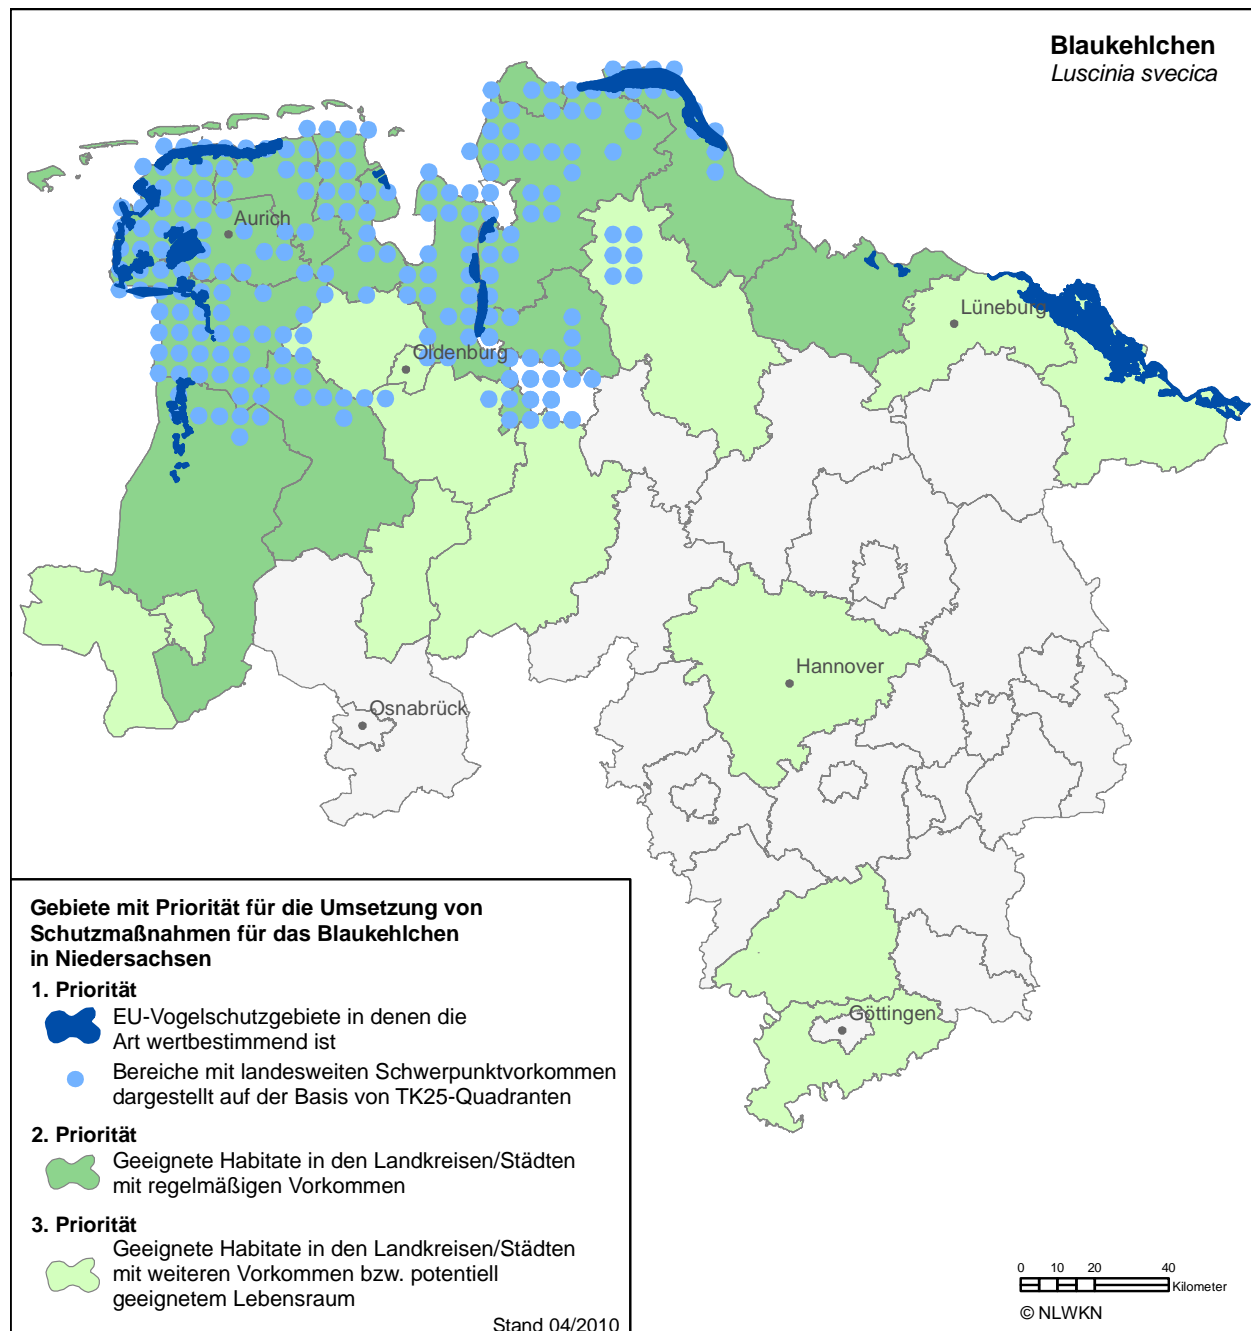 Blaukehlchen
Luscinia svecica
Aurich
Lüneburg
Oldenburg
Hannover
Osnabrück
Göttingen
Gebiete mit Priorität für die Umsetzung von
Schutzmaßnahmen für das Blaukehlchen
in Niedersachsen
1. Priorität
EU-Vogelschutzgebiete in denen die
Art wertbestimmend ist
Bereiche mit landesweiten Schwerpunktvorkommen
dargestellt auf der Basis von TK25-Quadranten
2. Priorität
Geeignete Habitate in den Landkreisen/Städten
mit regelmäßigen Vorkommen
3. Priorität
Geeignete Habitate in den Landkreisen/Städten
mit weiteren Vorkommen bzw. potentiell
geeignetem Lebensraum
Stand 04/2010
0 10 20 40
Kilometer
© NLWKN